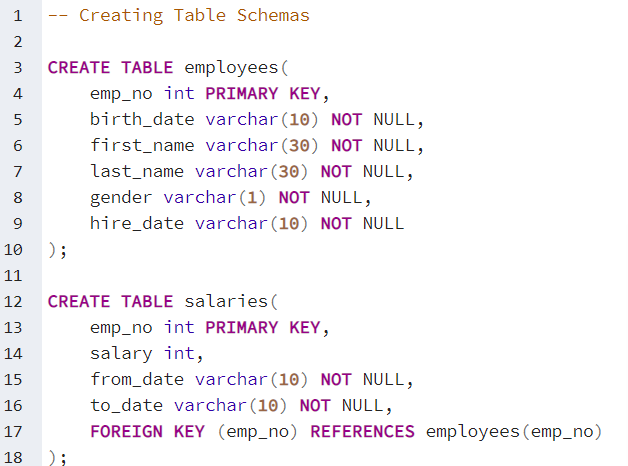 1 -- Creating Table Schemas
2
3 CREATE TABLE employees(
4     emp_no int PRIMARY KEY,
5     birth_date varchar(10) NOT NULL,
6     first_name varchar(30) NOT NULL,
7     last_name varchar(30) NOT NULL,
8     gender varchar(1) NOT NULL,
9     hire_date varchar(10) NOT NULL
10 );
11
12 CREATE TABLE salaries(
13     emp_no int PRIMARY KEY,
14     salary int,
15     from_date varchar(10) NOT NULL,
16     to_date varchar(10) NOT NULL,
17     FOREIGN KEY (emp_no) REFERENCES employees(emp_no)
18 );